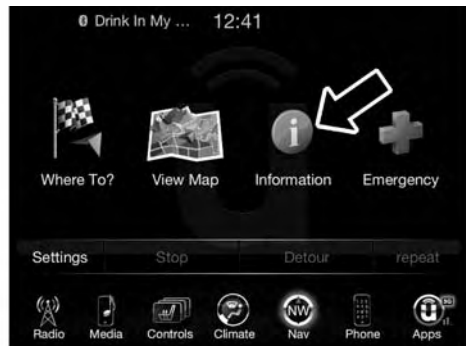 Drink In My ... 12:41
Where To? View Map Information Emergency
Settings Stop Detour repeat
NW
Radio Media Controls Climate Nav Phone Apps